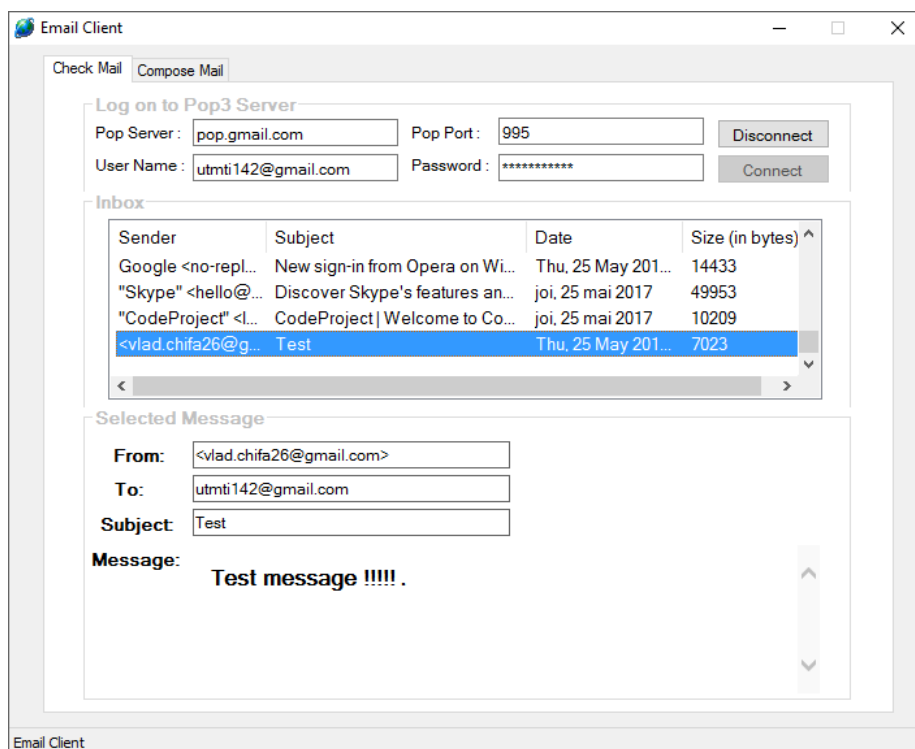 Email Client
Check Mail Compose Mail
Log on to Pop3 Server
Pop Server : pop.gmail.com Pop Port : 995 Disconnect
User Name : utmti142@gmail.com Password : *********** Connect
Inbox
Sender Subject Date Size (in bytes)
Google <no-repl... New sign-in from Opera on Wi... Thu, 25 May 201... 14433
"Skype" <hello@... Discover Skype's features an... joi, 25 mai 2017 49953
"CodeProject" <l... CodeProject | Welcome to Co... joi, 25 mai 2017 10209
<vlad.chifa26@g... Test Thu, 25 May 201... 7023
Selected Message
From: <vlad.chifa26@gmail.com>
To: utmti142@gmail.com
Subject: Test
Message:
Test message !!!!! .
Email Client